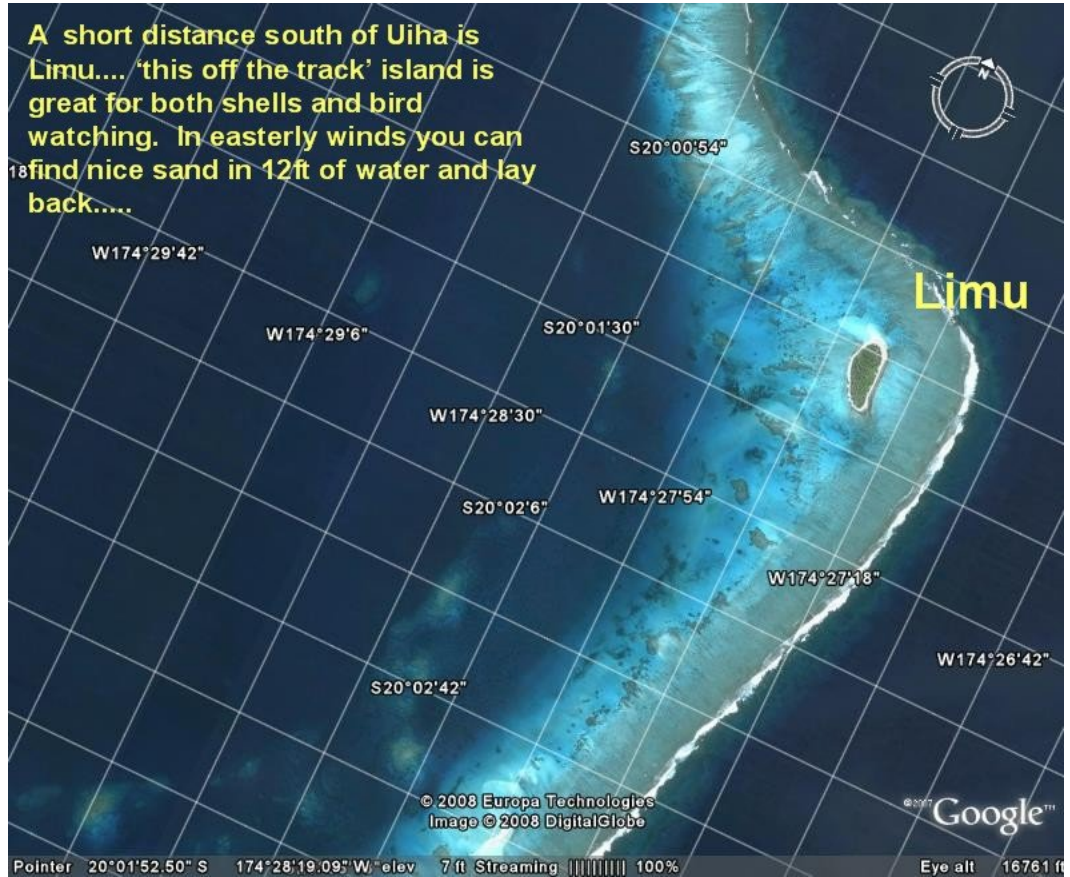 A short distance south of Uiha is
Limu.... ‘this off the track’ island is
great for both shells and bird
watching. In easterly winds you can
find nice sand in 12ft of water and lay
back.....
N
S20°00'54"
W174°29'42"
Limu
W174°29'6"
S20°01'30"
W174°28'30"
W174°27'54"
S20°02'6"
W174°27'18"
W174°26'42"
S20°02'42"
© 2008 Europa Technologies
Image © 2008 DigitalGlobe
©2007 Google™
Pointer 20°01'52.50" S 174°28'19.09" W elev 7 ft Streaming |||||||||| 100% Eye alt 16761 ft